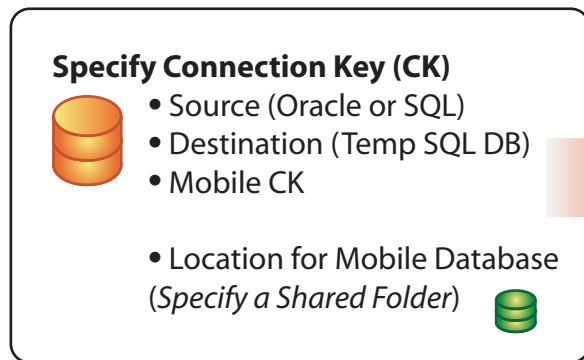 Specify Connection Key (CK)
• Source (Oracle or SQL)
• Destination (Temp SQL DB)
• Mobile CK
• Location for Mobile Database
(Specify a Shared Folder)